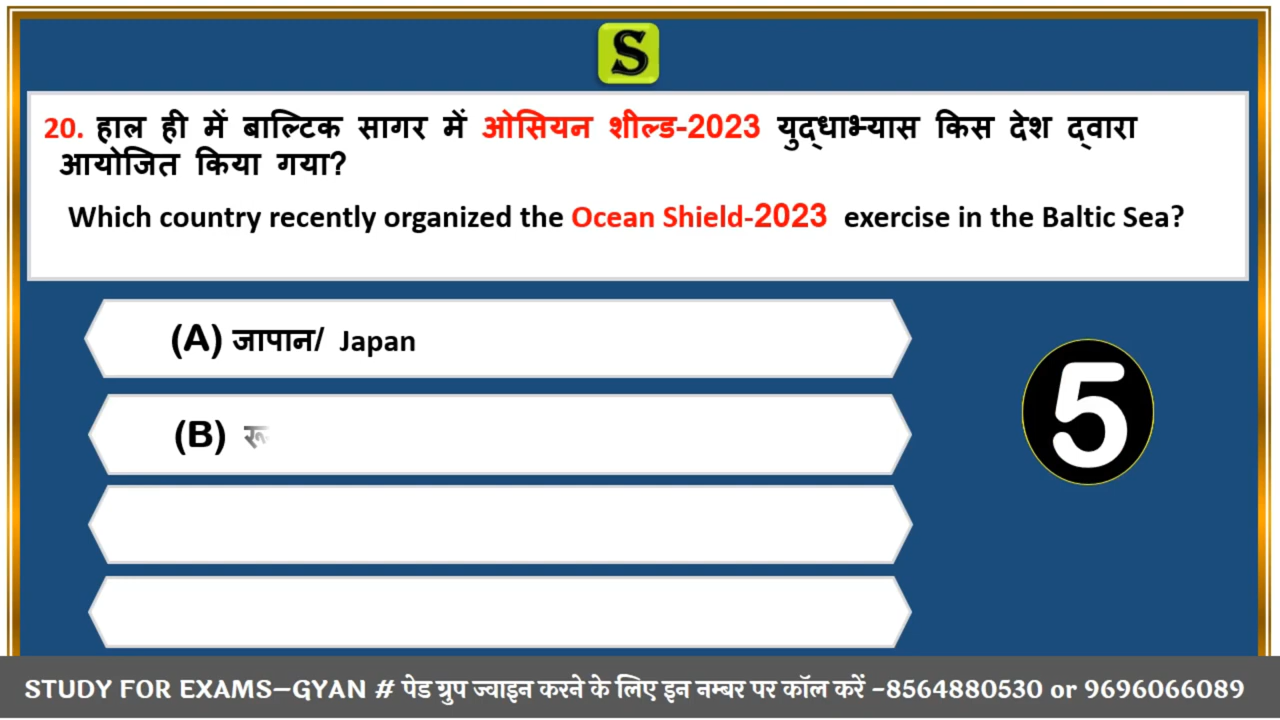 S
20. हाल ही में बाल्टिक सागर में ओसियन शील्ड-2023 युद्धाभ्यास किस देश द्वारा
आयोजित किया गया?
Which country recently organized the Ocean Shield-2023 exercise in the Baltic Sea?
(A) जापान/ Japan
(B)
5
STUDY FOR EXAMS–GYAN # पेड ग्रुप ज्वाइन करने के लिए इन नम्बर पर कॉल करें –8564880530 or 9696066089